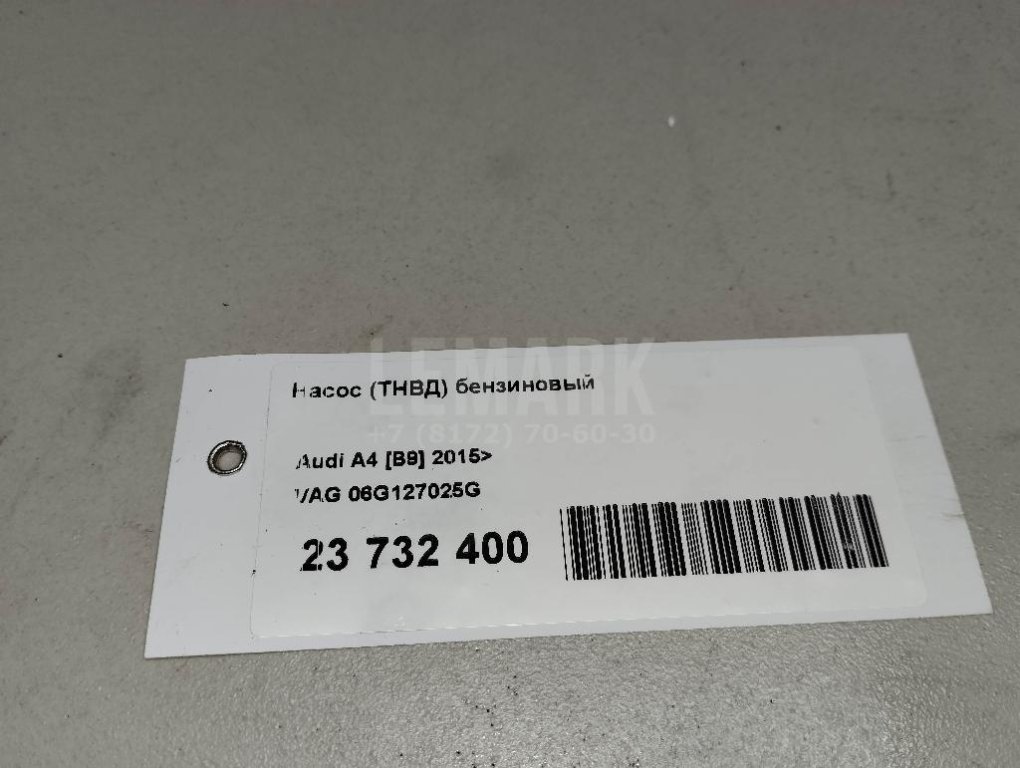 Насос (ТНВД) бензиновый
LEMARK
+7 (8172) 70-60-30
Audi A4 [B9] 2015>
VAG 06G127025G
23 732 400